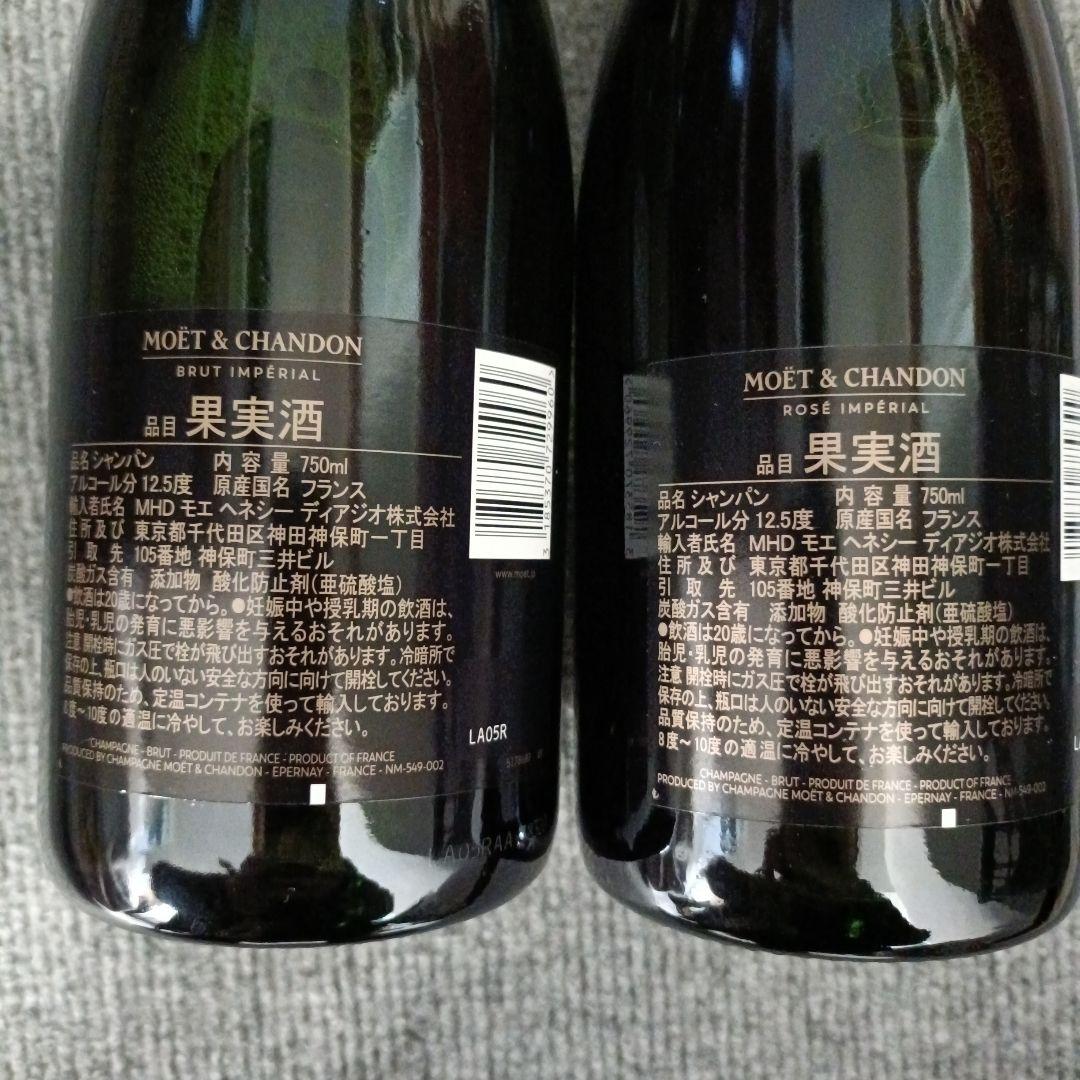 MOËT & CHANDON
BRUT IMPÉRIAL
品目 果実酒
品名 シャンパン 内容量 750ml
アルコール分 12.5度 原産国名 フランス
輸入者氏名 MHD モエ ヘネシー ディアジオ株式会社
住所及び 東京都千代田区神田神保町一丁目
引取先 105番地 神保町三井ビル
炭酸ガス含有 添加物 酸化防止剤(亜硫酸塩)
●飲酒は20歳になってから。●妊娠中や授乳期の飲酒は、
胎児・乳児の発育に悪影響を与えるおそれがあります。
注意 開栓時にガス圧で栓が飛び出すおそれがあります。冷暗所で
保存の上、瓶口は人のいない安全な方向に向けて開栓してください。
品質保持のため、定温コンテナを使って輸入しております。
8度～10度の適温に冷やして、お楽しみください。
CHAMPAGNE - BRUT - PRODUIT DE FRANCE - PRODUCT OF FRANCE
PRODUCED BY CHAMPAGNE MOËT & CHANDON - EPERNAY - FRANCE - NM-549-002
3 185370 729960
www.moet.jp
LA05R
MOËT & CHANDON
ROSÉ IMPÉRIAL
品目 果実酒
品名 シャンパン 内容量 750ml
アルコール分 12.5度 原産国名 フランス
輸入者氏名 MHD モエ ヘネシー ディアジオ株式会社
住所及び 東京都千代田区神田神保町一丁目
引取先 105番地 神保町三井ビル
炭酸ガス含有 添加物 酸化防止剤(亜硫酸塩)
●飲酒は20歳になってから。●妊娠中や授乳期の飲酒は、
胎児・乳児の発育に悪影響を与えるおそれがあります。
注意 開栓時にガス圧で栓が飛び出すおそれがあります。冷暗所で
保存の上、瓶口は人のいない安全な方向に向けて開栓してください。
品質保持のため、定温コンテナを使って輸入しております。
8度～10度の適温に冷やして、お楽しみください。
CHAMPAGNE - BRUT - PRODUIT DE FRANCE - PRODUCT OF FRANCE
PRODUCED BY CHAMPAGNE MOËT & CHANDON - EPERNAY - FRANCE - NM-549-002